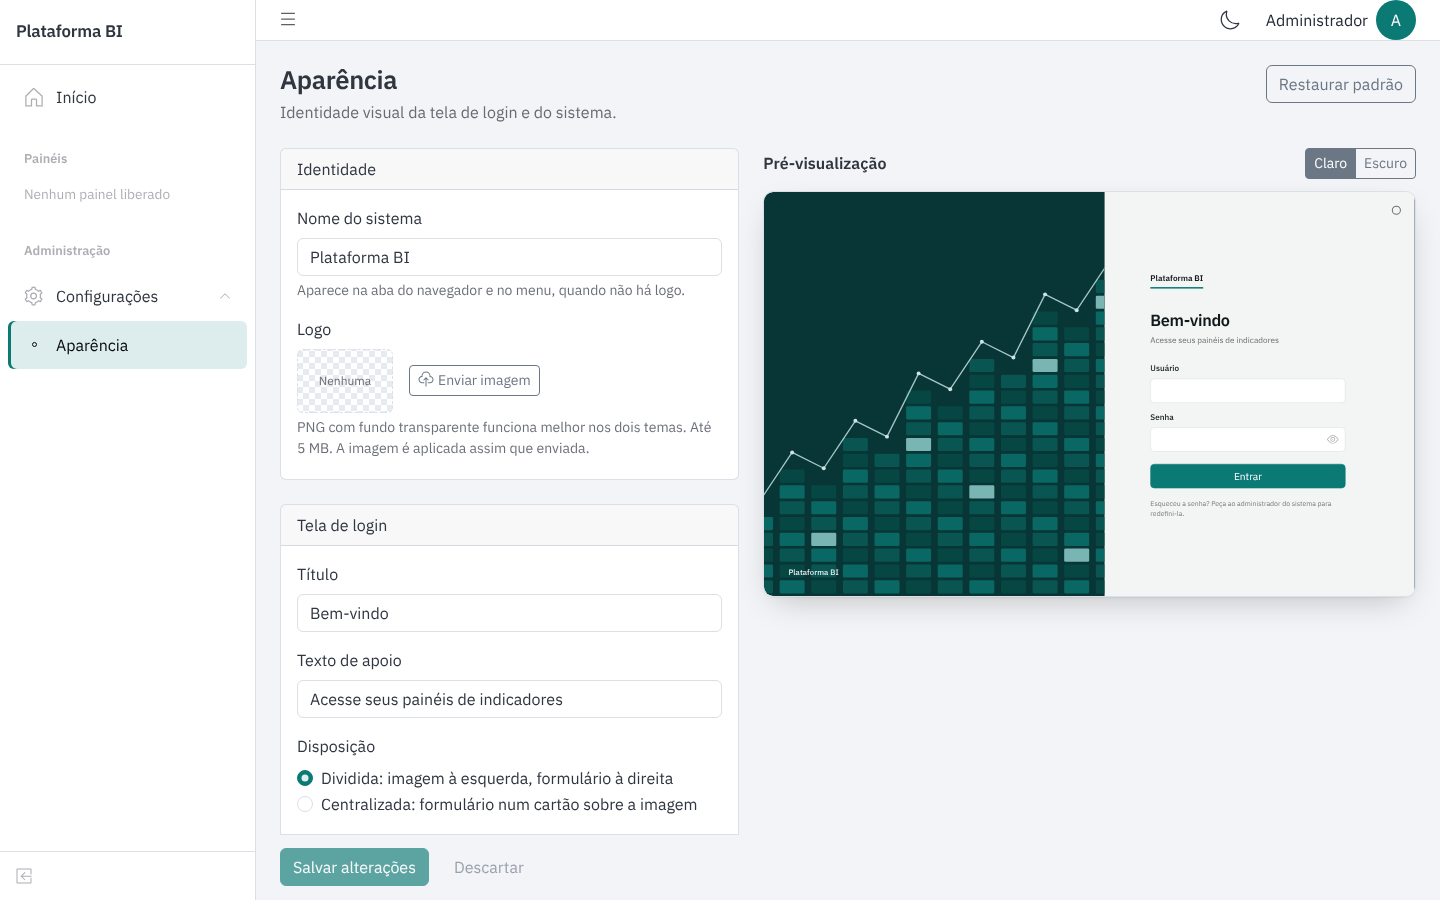 Plataforma BI
Administrador
A
Início
Painéis
Nenhum painel liberado
Administração
Configurações
Aparência
Aparência
Identidade visual da tela de login e do sistema.
Restaurar padrão
Identidade
Nome do sistema
Plataforma BI
Aparece na aba do navegador e no menu, quando não há logo.
Logo
Nenhuma
Enviar imagem
PNG com fundo transparente funciona melhor nos dois temas. Até
5 MB. A imagem é aplicada assim que enviada.
Tela de login
Título
Bem-vindo
Texto de apoio
Acesse seus painéis de indicadores
Disposição
Dividida: imagem à esquerda, formulário à direita
Centralizada: formulário num cartão sobre a imagem
Salvar alterações
Descartar
Pré-visualização
Claro
Escuro
Plataforma BI
Plataforma BI
Bem-vindo
Acesse seus painéis de indicadores
Usuário
Senha
Entrar
Esqueceu a senha? Peça ao administrador do sistema para
redefini-la.